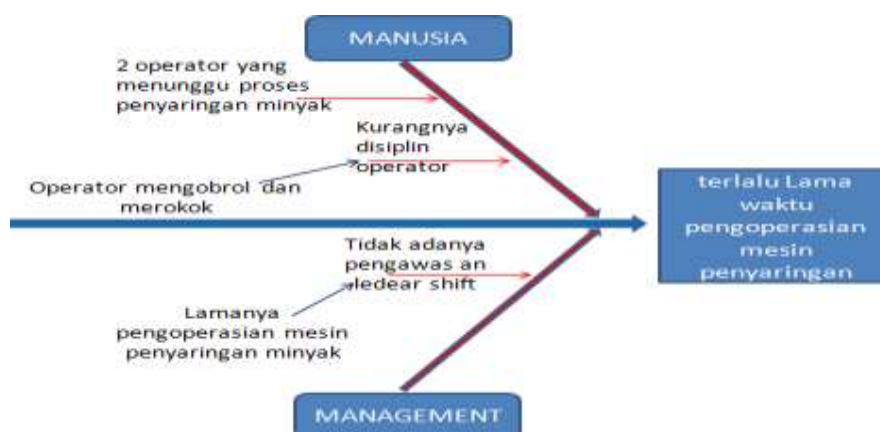 MANUSIA
2 operator yang
menunggu proses
penyaringan minyak
Kurangnya
disiplin
operator
Operator mengobrol dan
merokok
terlalu Lama
waktu
pengoperasian
mesin
penyaringan
Tidak adanya
pengawas an
ledear shift
Lamanya
pengoperasian mesin
penyaringan minyak
MANAGEMENT